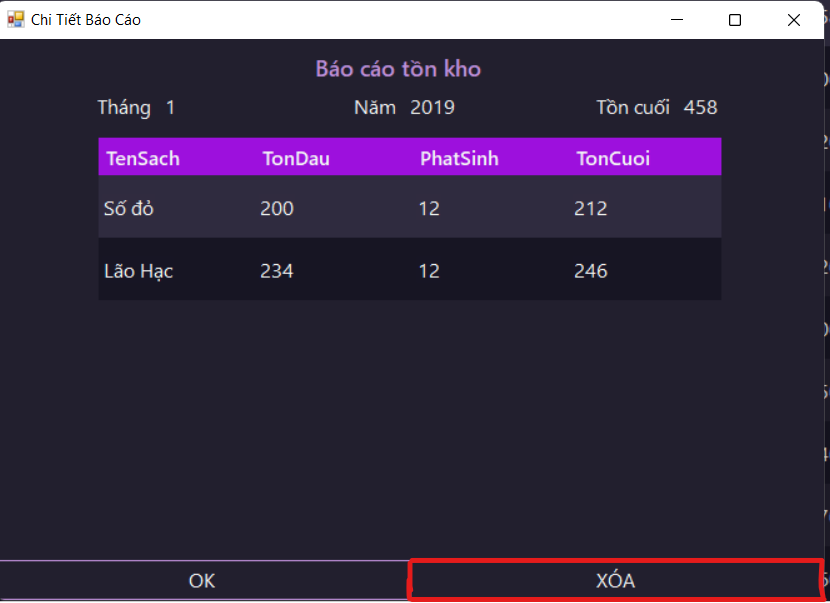 Chi Tiết Báo Cáo
Báo cáo tồn kho
Tháng 1 Năm 2019 Tồn cuối 458
TenSach TonDau PhatSinh TonCuoi
Số đỏ 200 12 212
Lão Hạc 234 12 246
OK XÓA